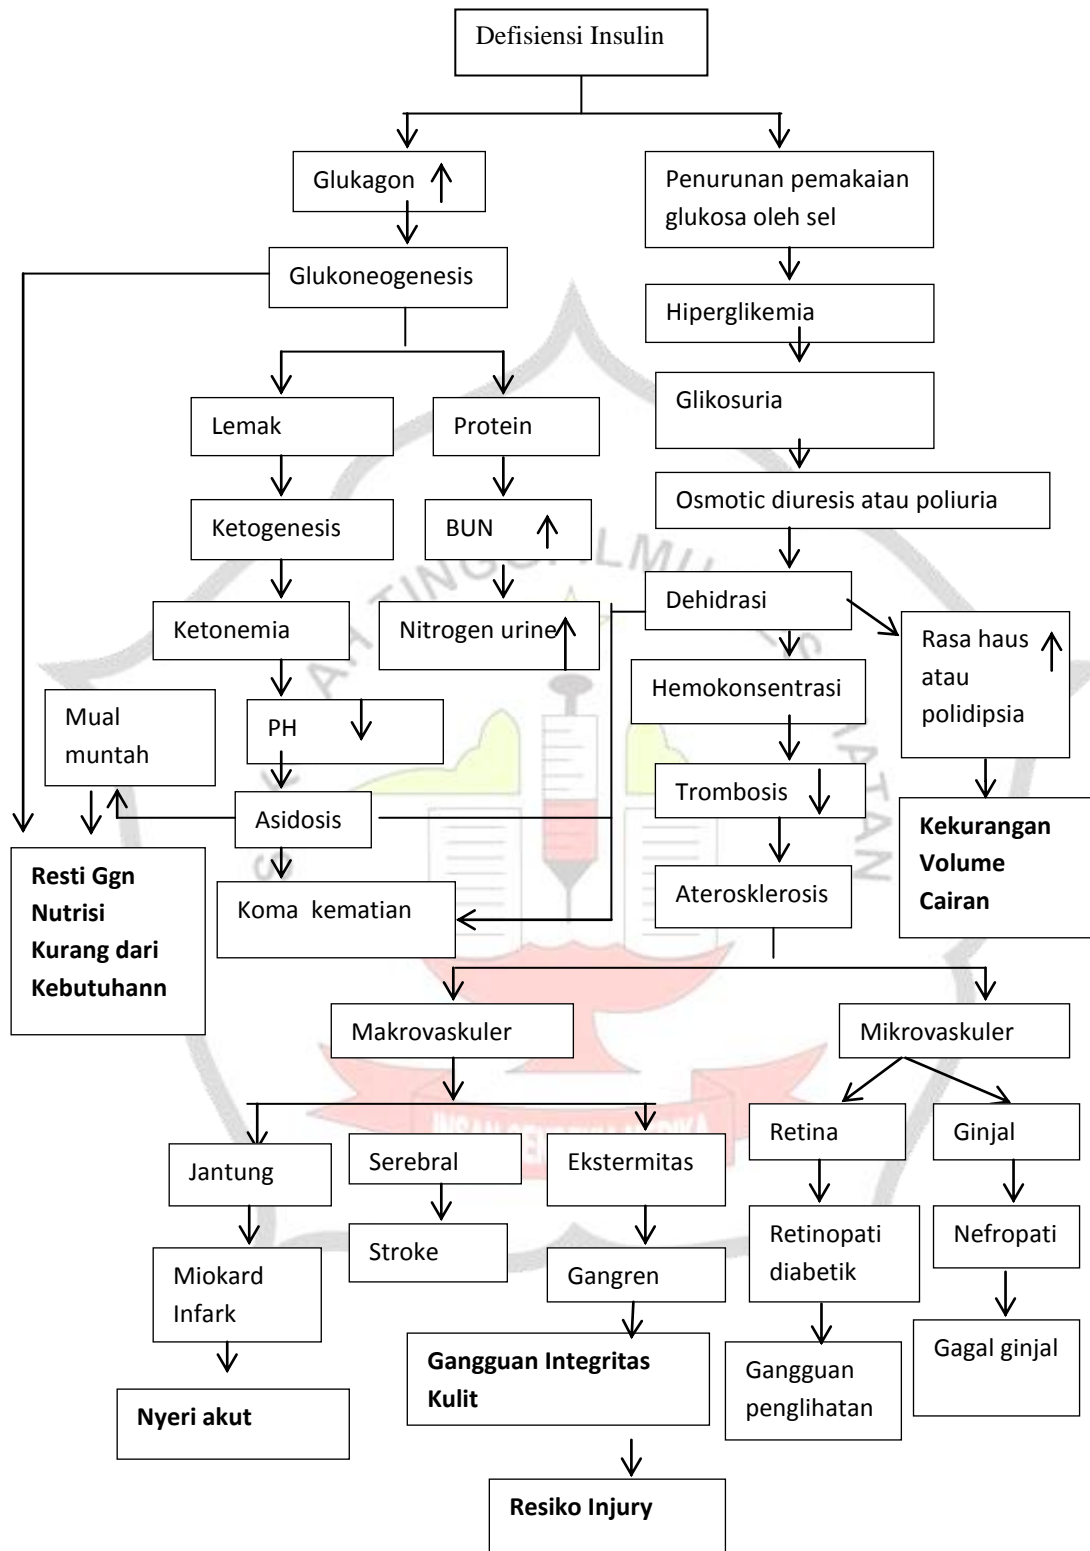 Defisiensi Insulin
Glukagon ↑
Penurunan pemakaian
glukosa oleh sel
Glukoneogenesis
Hiperglikemia
Lemak
Protein
Glikosuria
Ketogenesis
BUN ↑
Osmotic diuresis atau poliuria
Ketonemia
Nitrogen urine ↑
Dehidrasi
Rasa haus ↑
atau
polidipsia
Hemokonsentrasi
Mual
muntah
PH ↓
Trombosis ↓
Asidosis
Kekurangan
Volume
Cairan
Resti Ggn
Nutrisi
Kurang dari
Kebutuhann
Koma kematian
Aterosklerosis
Makrovaskuler
Mikrovaskuler
Jantung
Serebral
Ekstermitas
Retina
Ginjal
Miokard
Infark
Stroke
Gangren
Retinopati
diabetik
Nefropati
Nyeri akut
Gangguan Integritas
Kulit
Gangguan
penglihatan
Gagal ginjal
Resiko Injury